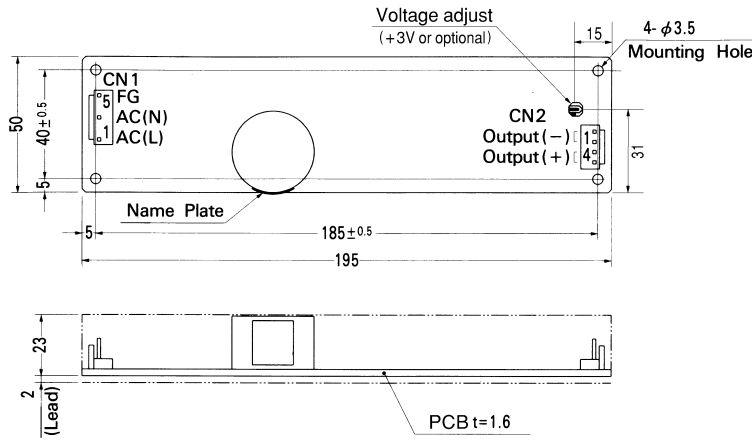 Voltage adjust
(+3V or optional)
15
4-φ3.5
Mounting Hole
CN1
5 FG
AC(N)
1 AC(L)
50
40±0.5
5
CN2
Output(−) 1
Output(+) 4
31
Name Plate
5
185±0.5
195
23
2
(Lead)
PCB t=1.6